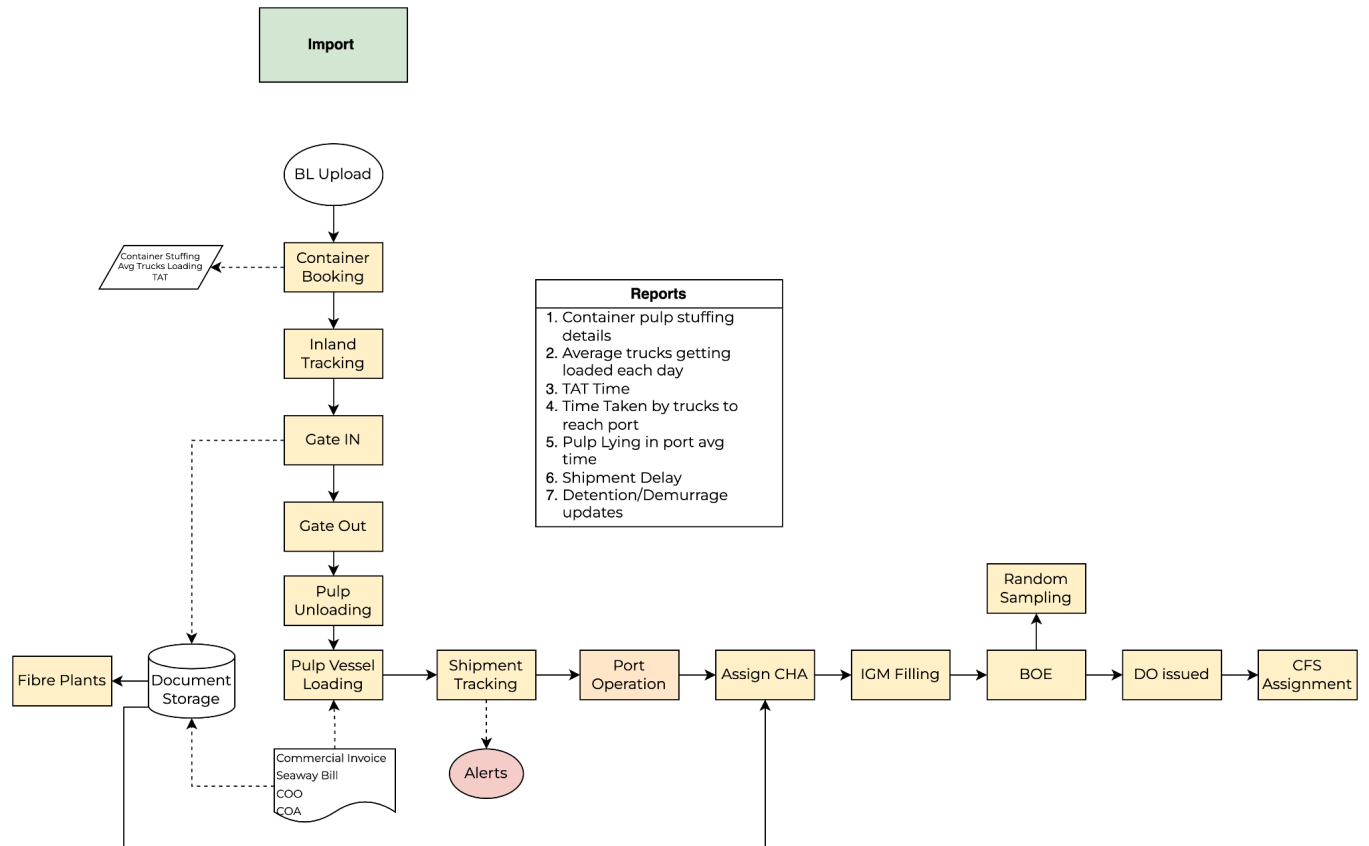 Import
BL Upload
Container
Booking
Container Stuffing
Avg Trucks Loading
TAT
Inland
Tracking
Gate IN
Gate Out
Pulp
Unloading
Reports
1. Container pulp stuffing
details
2. Average trucks getting
loaded each day
3. TAT Time
4. Time Taken by trucks to
reach port
5. Pulp Lying in port avg
time
6. Shipment Delay
7. Detention/Demurrage
updates
Random
Sampling
Fibre Plants
Document
Storage
Pulp Vessel
Loading
Shipment
Tracking
Port
Operation
Assign CHA
IGM Filling
BOE
DO issued
CFS
Assignment
Commercial Invoice
Seaway Bill
COO
COA
Alerts